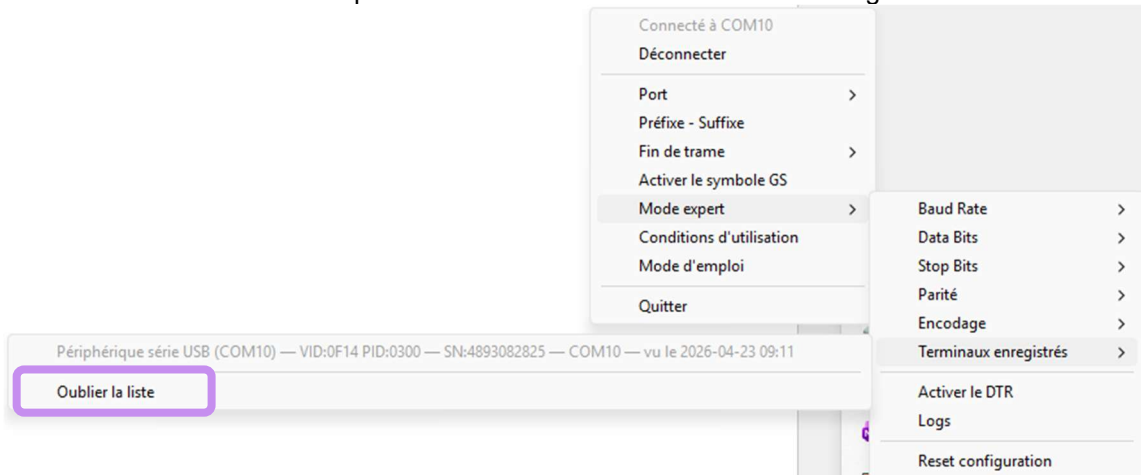 Connecté à COM10
Déconnecter
Port
Préfixe - Suffixe
Fin de trame
Activer le symbole GS
Mode expert
Conditions d'utilisation
Mode d'emploi
Quitter
Baud Rate
Data Bits
Stop Bits
Parité
Encodage
Terminaux enregistrés
Activer le DTR
Logs
Reset configuration
Périphérique série USB (COM10) — VID:0F14 PID:0300 — SN:4893082825 — COM10 — vu le 2026-04-23 09:11
Oublier la liste